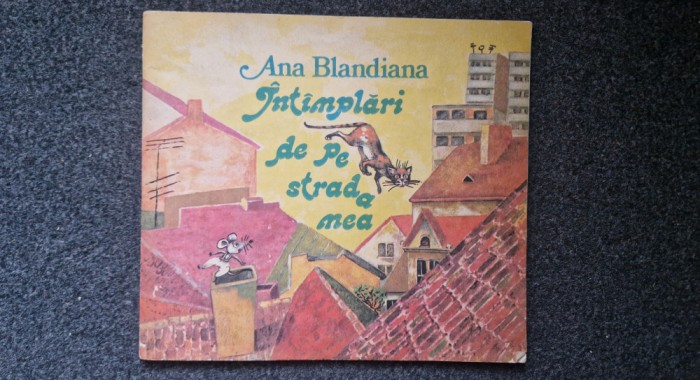 Ana Blandiana
Întîmplări
de pe
strada
mea